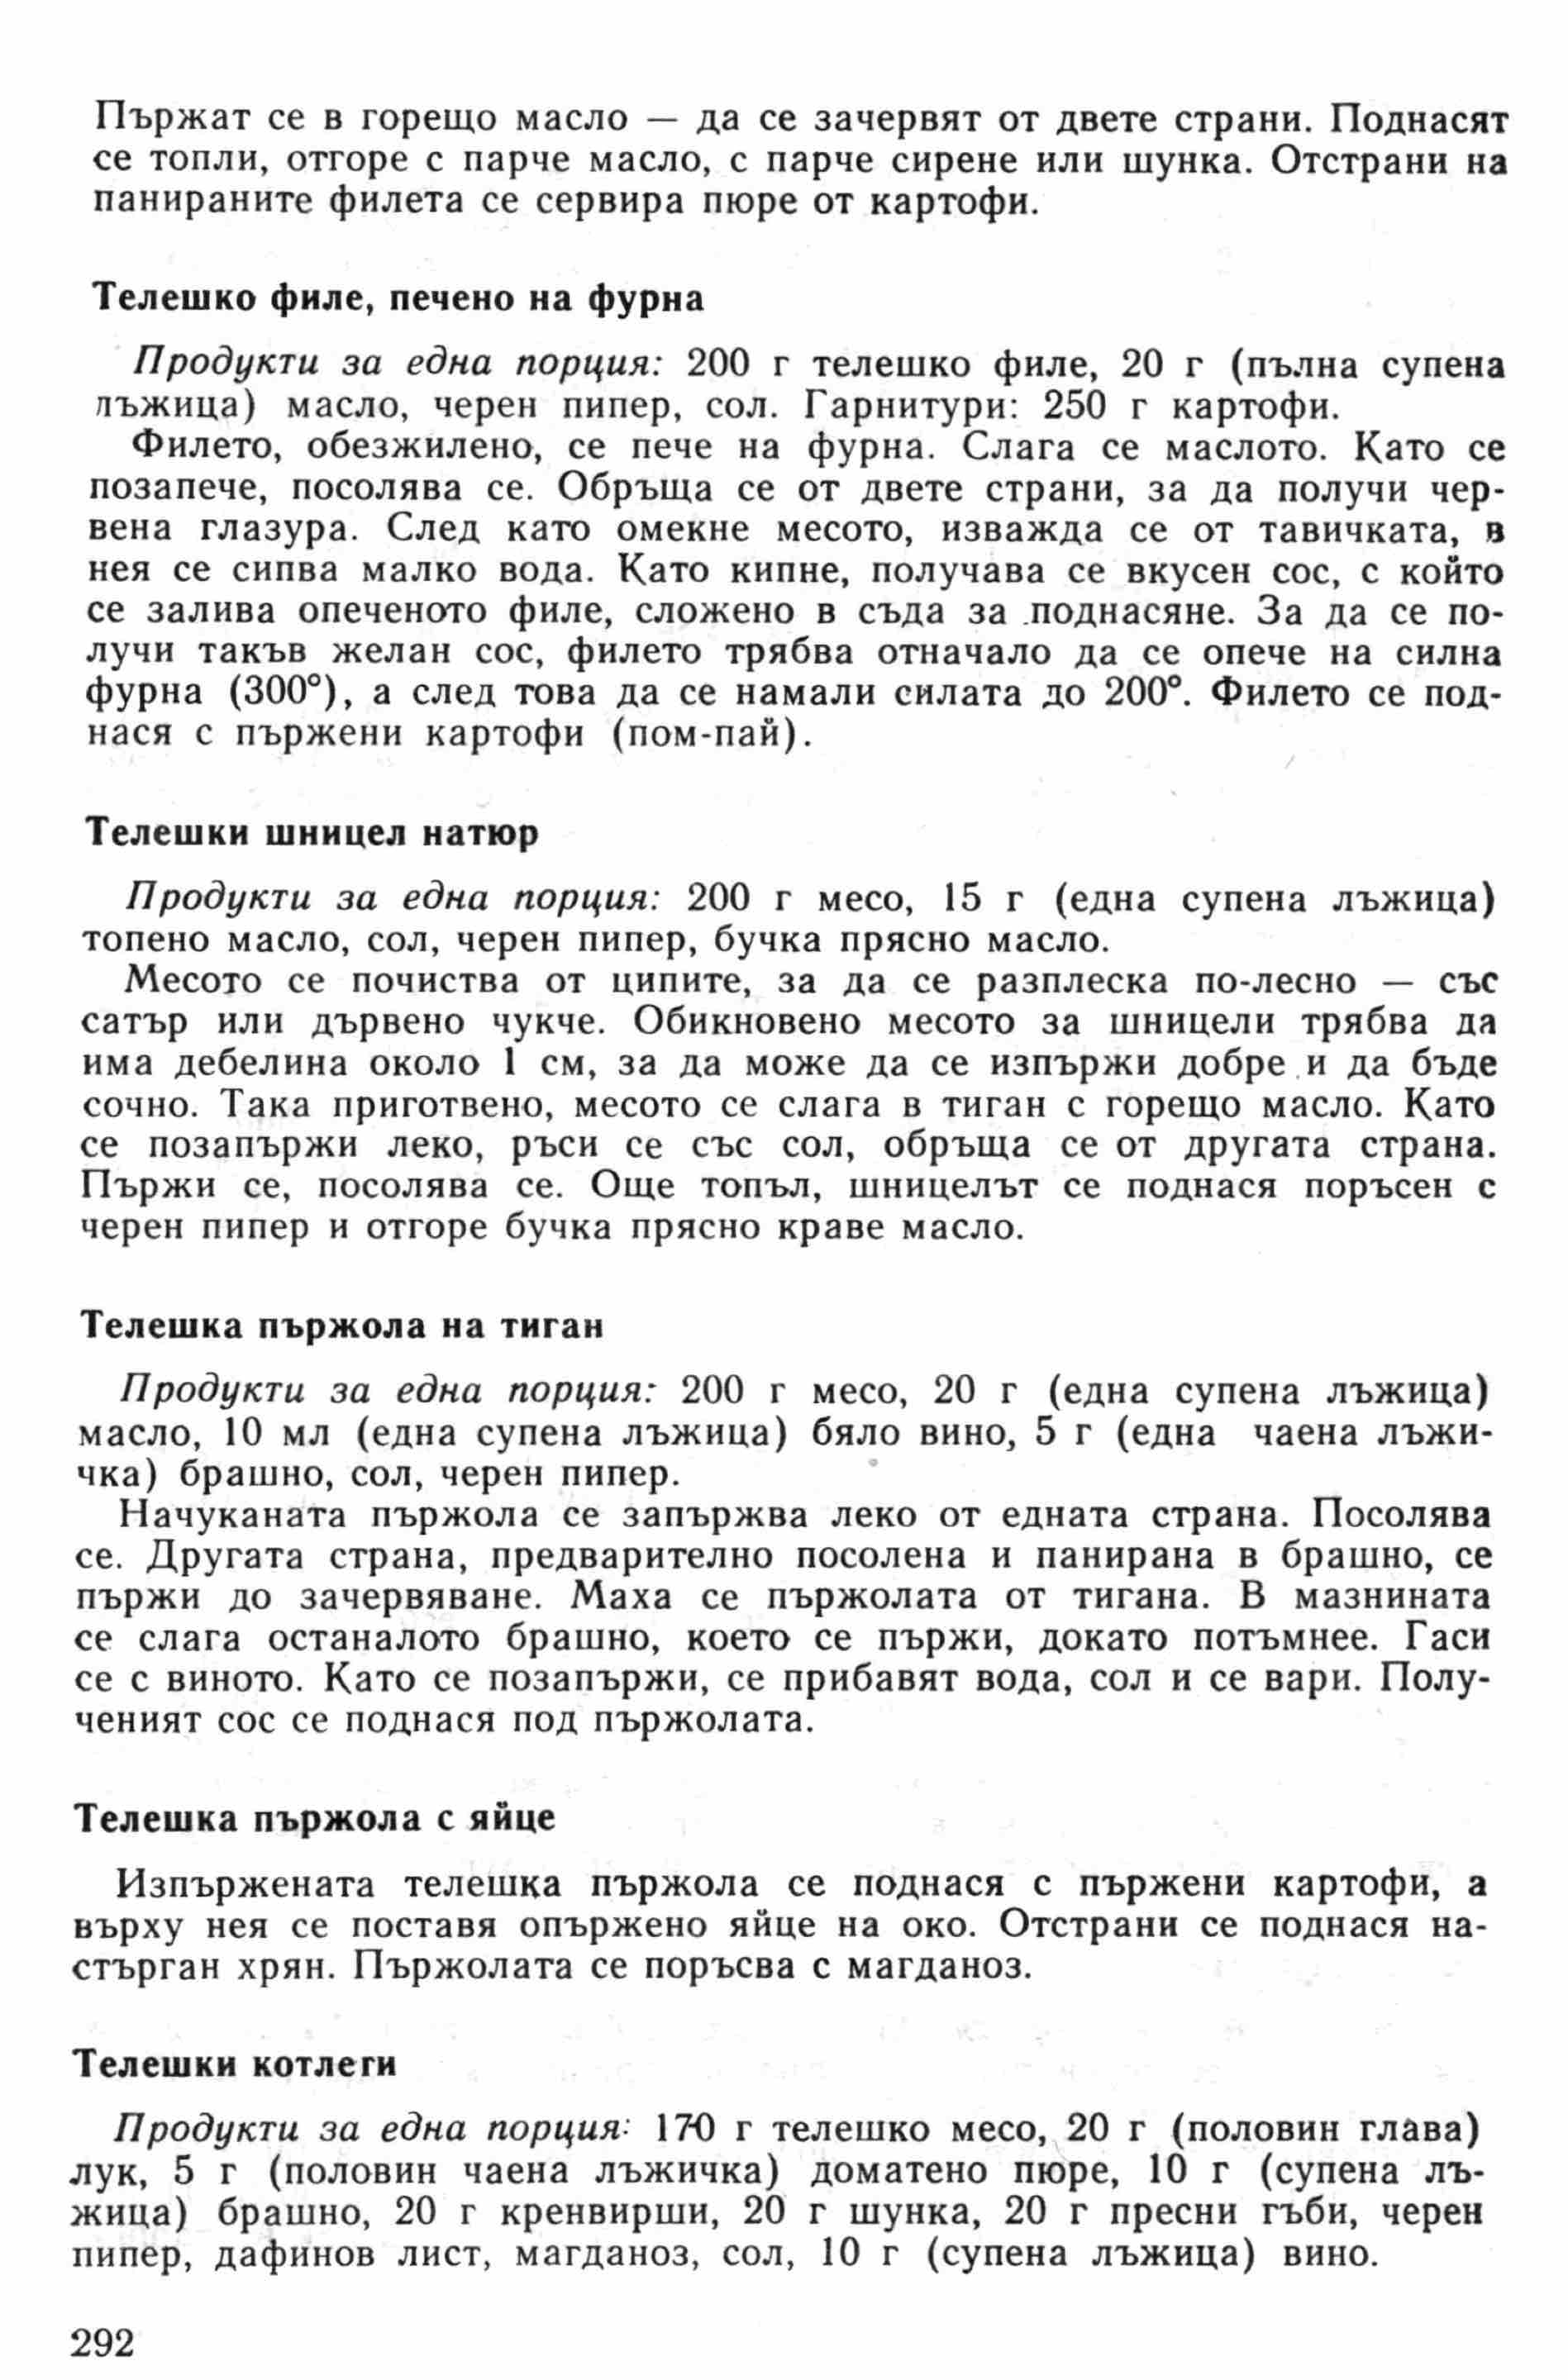 Пържат се в горещо масло — да се зачервят от двете страни. Поднасят
се топли, отгоре с парче масло, с парче сирене или шунка. Отстрани на
панираните филета се сервира пюре от картофи.
Телешко филе, печено на фурна
Продукти за една порция: 200 г телешко филе, 20 г (пълна супена
лъжица) масло, черен пипер, сол. Гарнитури: 250 г картофи.
Филето, обезжилено, се пече на фурна. Слага се маслото. Като се
позапече, посолява се. Обръща се от двете страни, за да получи чер-
вена глазура. След като омекне месото, изважда се от тавичката, в
нея се сипва малко вода. Като кипне, получава се вкусен сос, с който
се залива опеченото филе, сложено в съда за поднасяне. За да се по-
лучи такъв желан сос, филето трябва отначало да се опече на силна
фурна (300°), а след това да се намали силата до 200°. Филето се под-
нася с пържени картофи (пом-пай).
Телешки шницел натюр
Продукти за една порция: 200 г месо, 15 г (една супена лъжица)
топено масло, сол, черен пипер, бучка прясно масло.
Месото се почиства от ципите, за да се разплеска по-лесно — със
сатър или дървено чукче. Обикновено месото за шницели трябва да
има дебелина около 1 см, за да може да се изпържи добре и да бъде
сочно. Така приготвено, месото се слага в тиган с горещо масло. Като
се позапържи леко, ръси се със сол, обръща се от другата страна.
Пържи се, посолява се. Още топъл, шницелът се поднася поръсен с
черен пипер и отгоре бучка прясно краве масло.
Телешка пържола на тиган
Продукти за една порция: 200 г месо, 20 г (една супена лъжица)
масло, 10 мл (една супена лъжица) бяло вино, 5 г (една чаена лъжи-
чка) брашно, сол, черен пипер.
Начуканата пържола се запържва леко от едната страна. Посолява
се. Другата страна, предварително посолена и панирана в брашно, се
пържи до зачервяване. Маха се пържолата от тигана. В мазнината
се слага останалото брашно, което се пържи, докато потъмнее. Гаси
се с виното. Като се позапържи, се прибавят вода, сол и се вари. Полу-
ченият сос се поднася под пържолата.
Телешка пържола с яйце
Изпържената телешка пържола се поднася с пържени картофи, а
върху нея се поставя опържено яйце на око. Отстрани се поднася на-
стърган хрян. Пържолата се поръсва с магданоз.
Телешки котлеги
Продукти за една порция: 170 г телешко месо, 20 г (половин глава)
лук, 5 г (половин чаена лъжичка) доматено пюре, 10 г (супена лъ-
жица) брашно, 20 г кренвирши, 20 г шунка, 20 г пресни гъби, черен
пипер, дафинов лист, магданоз, сол, 10 г (супена лъжица) вино.
292